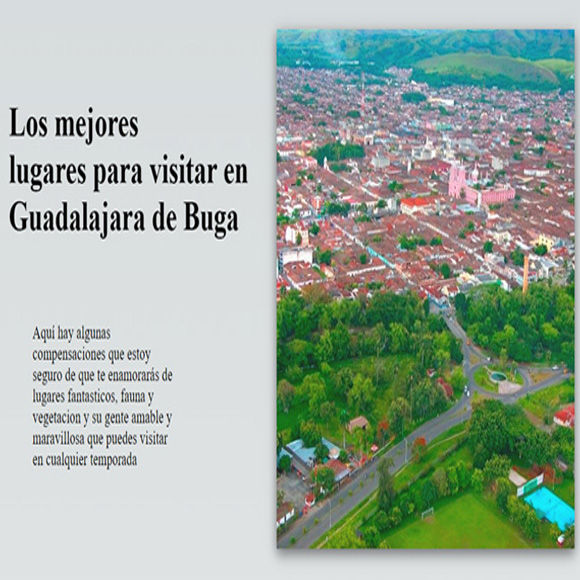 Los mejores
lugares para visitar en
Guadalajara de Buga
Aqui hay algunas
compensaciones que estoy
seguro de que te enamorarás de
lugares fantasticos, fauna y
vegetacion y su gente amable y
maravillosa que puedes visitar
en cualquier temporada